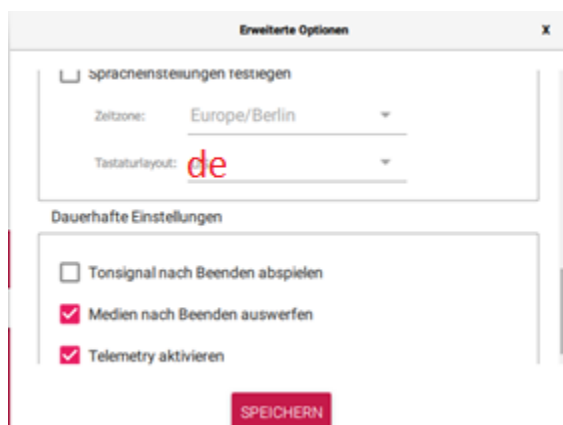 Erweiterte Optionen X
Spracheinstellungen festlegen
Zeitzone: Europe/Berlin
Tastaturlayout: de
Dauerhafte Einstellungen
Tonsignal nach Beenden abspielen
Medien nach Beenden auswerfen
Telemetry aktivieren
SPEICHERN